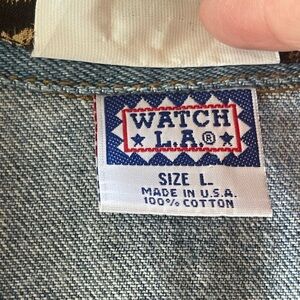 WATCH
L.A.®
SIZE L.
MADE IN U.S.A.
100% COTTON